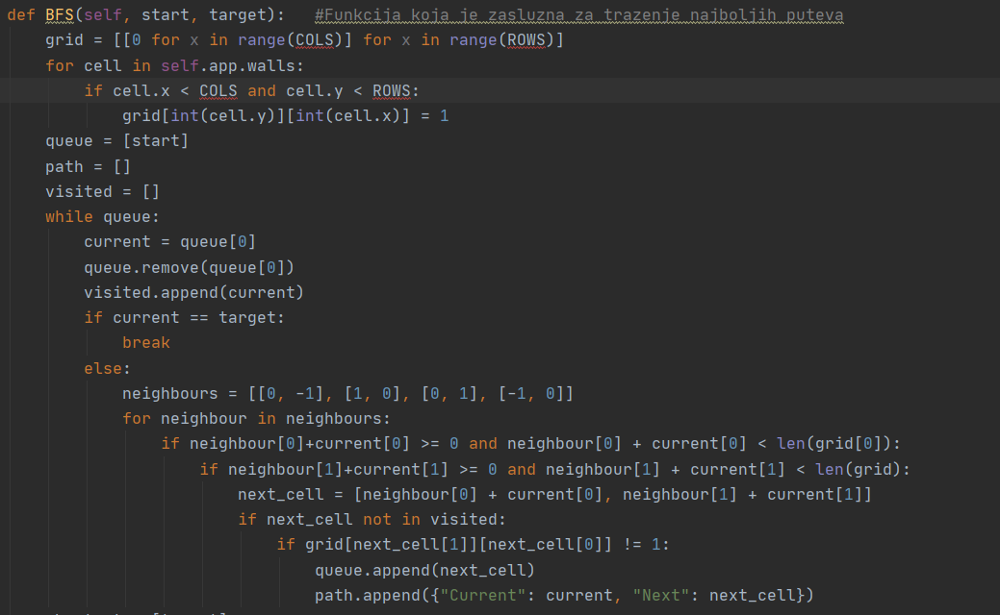 def BFS(self, start, target):   #Funkcija koja je zasluzna za trazenje najboljih puteva
    grid = [[0 for x in range(COLS)] for x in range(ROWS)]
    for cell in self.app.walls:
        if cell.x < COLS and cell.y < ROWS:
            grid[int(cell.y)][int(cell.x)] = 1
    queue = [start]
    path = []
    visited = []
    while queue:
        current = queue[0]
        queue.remove(queue[0])
        visited.append(current)
        if current == target:
            break
        else:
            neighbours = [[0, -1], [1, 0], [0, 1], [-1, 0]]
            for neighbour in neighbours:
                if neighbour[0]+current[0] >= 0 and neighbour[0] + current[0] < len(grid[0]):
                    if neighbour[1]+current[1] >= 0 and neighbour[1] + current[1] < len(grid):
                        next_cell = [neighbour[0] + current[0], neighbour[1] + current[1]]
                        if next_cell not in visited:
                            if grid[next_cell[1]][next_cell[0]] != 1:
                                queue.append(next_cell)
                                path.append({"Current": current, "Next": next_cell})